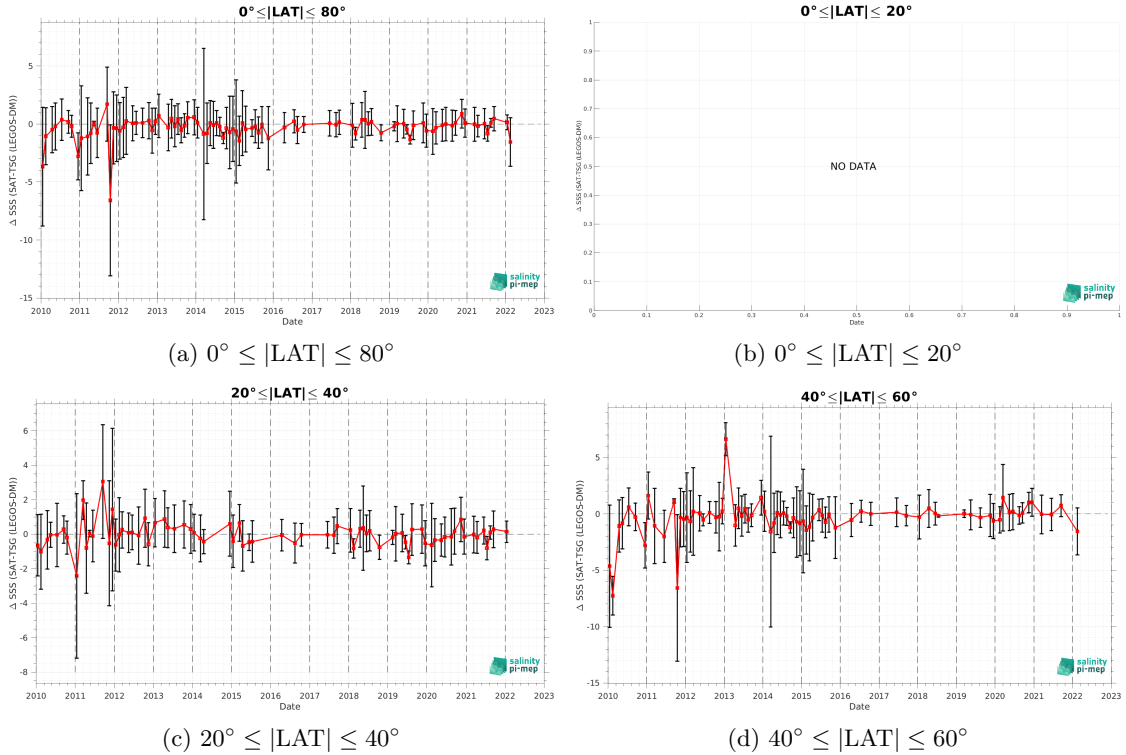 0°≤|LAT|≤ 80°
Δ SSS (SAT-TSG (LEGOS-DM))
5
0
-5
-10
-15
2010 2011 2012 2013 2014 2015 2016 2017 2018 2019 2020 2021 2022 2023
Date
salinity
pi-mep
(a) 0° ≤ |LAT| ≤ 80°
0°≤|LAT|≤ 20°
Δ SSS (SAT-TSG (LEGOS-DM))
1
0.9
0.8
0.7
0.6
0.5
0.4
0.3
0.2
0.1
0
NO DATA
0 0.1 0.2 0.3 0.4 0.5 0.6 0.7 0.8 0.9 1
Date
salinity
pi-mep
(b) 0° ≤ |LAT| ≤ 20°
20°≤|LAT|≤ 40°
Δ SSS (SAT-TSG (LEGOS-DM))
6
4
2
0
-2
-4
-6
-8
2010 2011 2012 2013 2014 2015 2016 2017 2018 2019 2020 2021 2022 2023
Date
salinity
pi-mep
(c) 20° ≤ |LAT| ≤ 40°
40°≤|LAT|≤ 60°
Δ SSS (SAT-TSG (LEGOS-DM))
5
0
-5
-10
-15
2010 2011 2012 2013 2014 2015 2016 2017 2018 2019 2020 2021 2022 2023
Date
salinity
pi-mep
(d) 40° ≤ |LAT| ≤ 60°